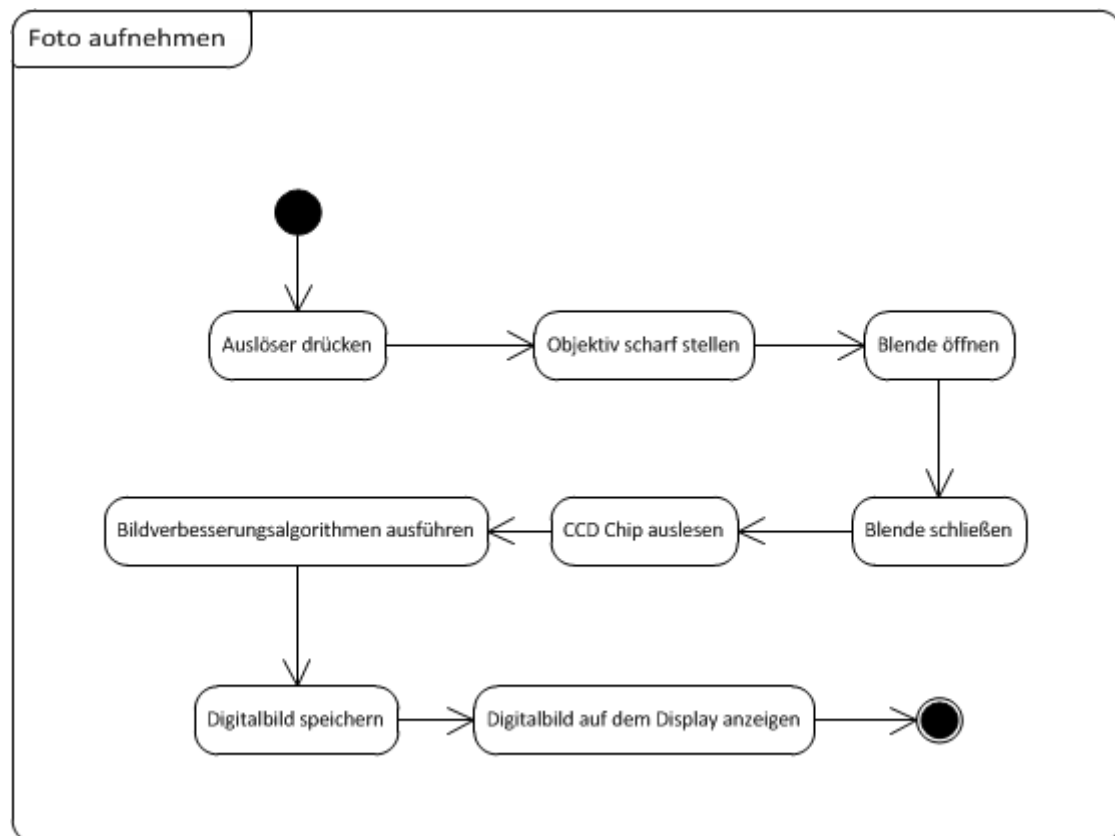 Foto aufnehmen
Auslöser drücken
Objektiv scharf stellen
Blende öffnen
Blende schließen
CCD Chip auslesen
Bildverbesserungsalgorithmen ausführen
Digitalbild speichern
Digitalbild auf dem Display anzeigen